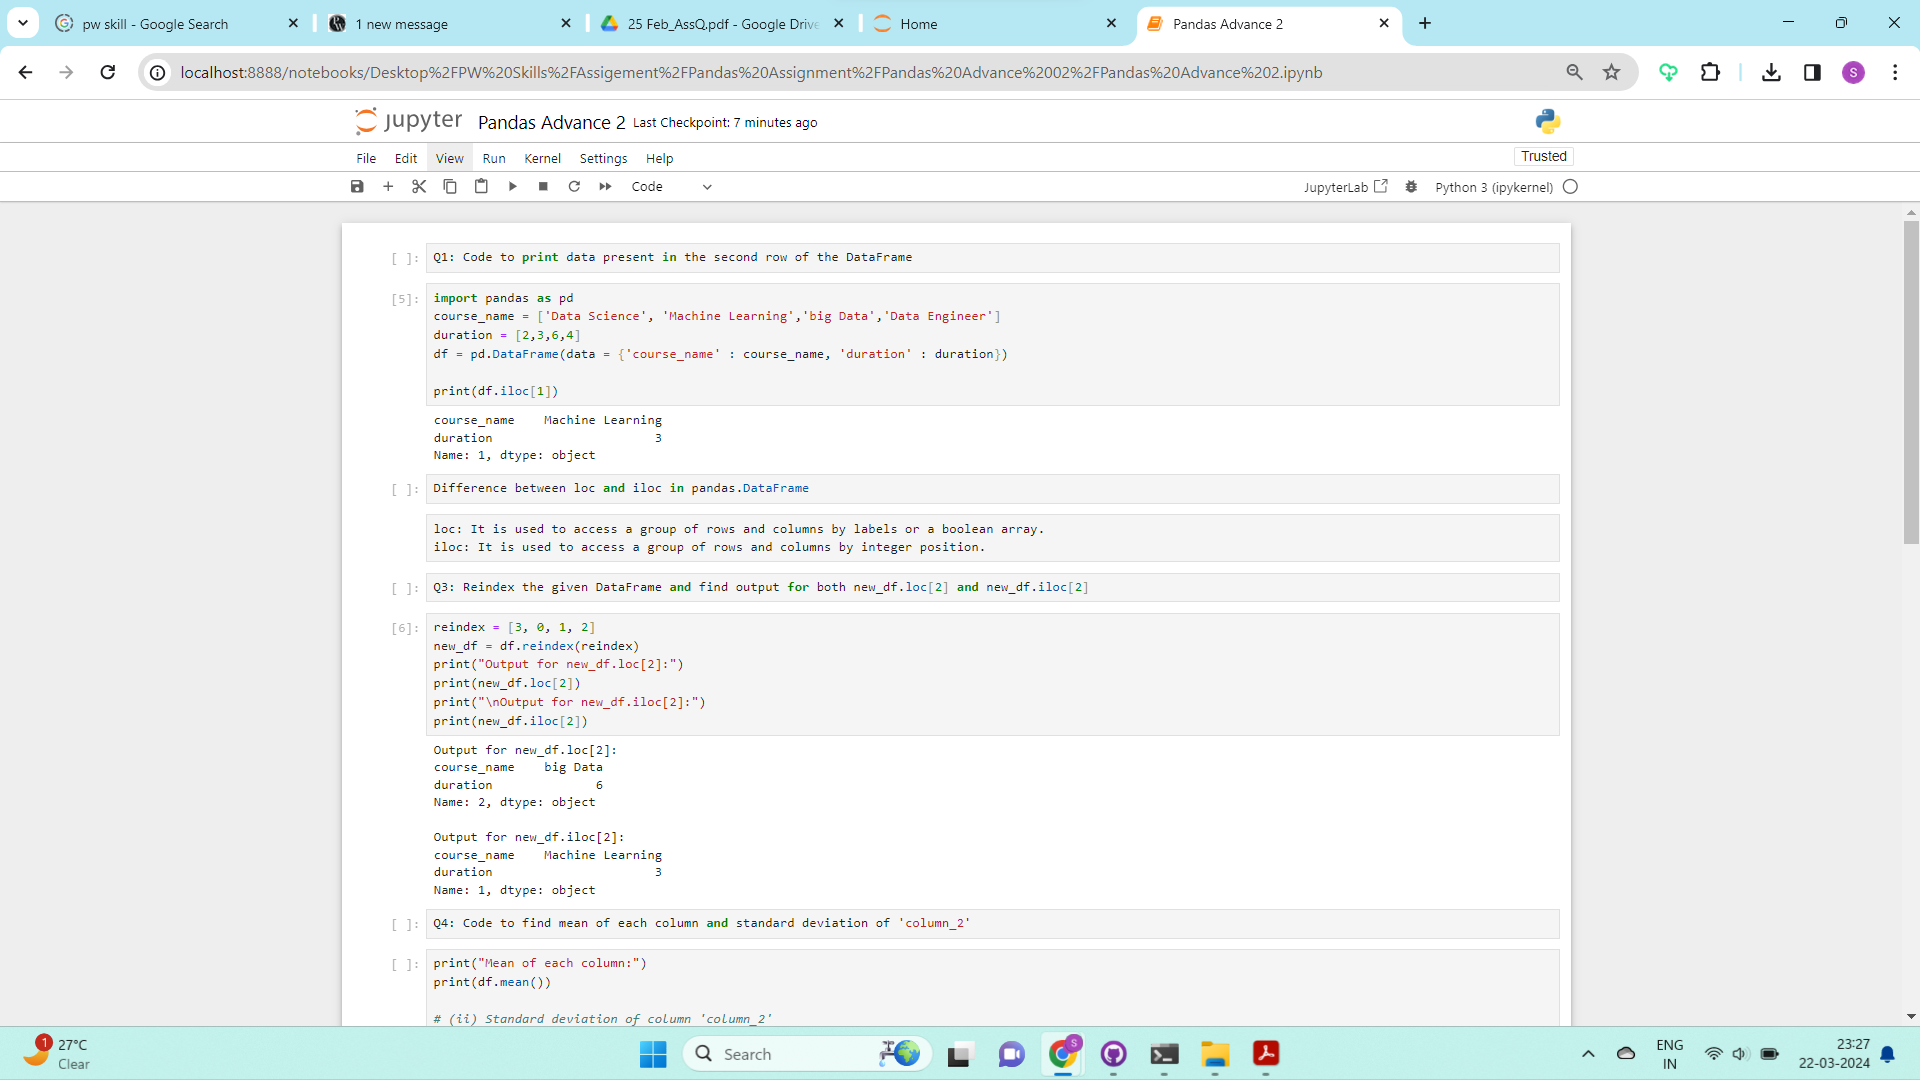 pw skill - Google Search
1 new message
25 Feb_AssQ.pdf - Google Drive
Home
Pandas Advance 2
localhost:8888/notebooks/Desktop%2FPW%20Skills%2FAssigement%2FPandas%20Assignment%2FPandas%20Advance%2002%2FPandas%20Advance%202.ipynb
S
jupyter Pandas Advance 2 Last Checkpoint: 7 minutes ago
File Edit View Run Kernel Settings Help
Trusted
Code
JupyterLab
Python 3 (ipykernel)
[ ]: Q1: Code to print data present in the second row of the DataFrame
[5]: import pandas as pd
course_name = ['Data Science', 'Machine Learning','big Data','Data Engineer']
duration = [2,3,6,4]
df = pd.DataFrame(data = {'course_name' : course_name, 'duration' : duration})
print(df.iloc[1])
course_name    Machine Learning
duration                      3
Name: 1, dtype: object
[ ]: Difference between loc and iloc in pandas.DataFrame
loc: It is used to access a group of rows and columns by labels or a boolean array.
iloc: It is used to access a group of rows and columns by integer position.
[ ]: Q3: Reindex the given DataFrame and find output for both new_df.loc[2] and new_df.iloc[2]
[6]: reindex = [3, 0, 1, 2]
new_df = df.reindex(reindex)
print("Output for new_df.loc[2]:")
print(new_df.loc[2])
print("\nOutput for new_df.iloc[2]:")
print(new_df.iloc[2])
Output for new_df.loc[2]:
course_name    big Data
duration              6
Name: 2, dtype: object
Output for new_df.iloc[2]:
course_name    Machine Learning
duration                      3
Name: 1, dtype: object
[ ]: Q4: Code to find mean of each column and standard deviation of 'column_2'
[ ]: print("Mean of each column:")
print(df.mean())
# (ii) Standard deviation of column 'column_2'
1
27°C
Clear
Search
S
ENG
IN
23:27
22-03-2024